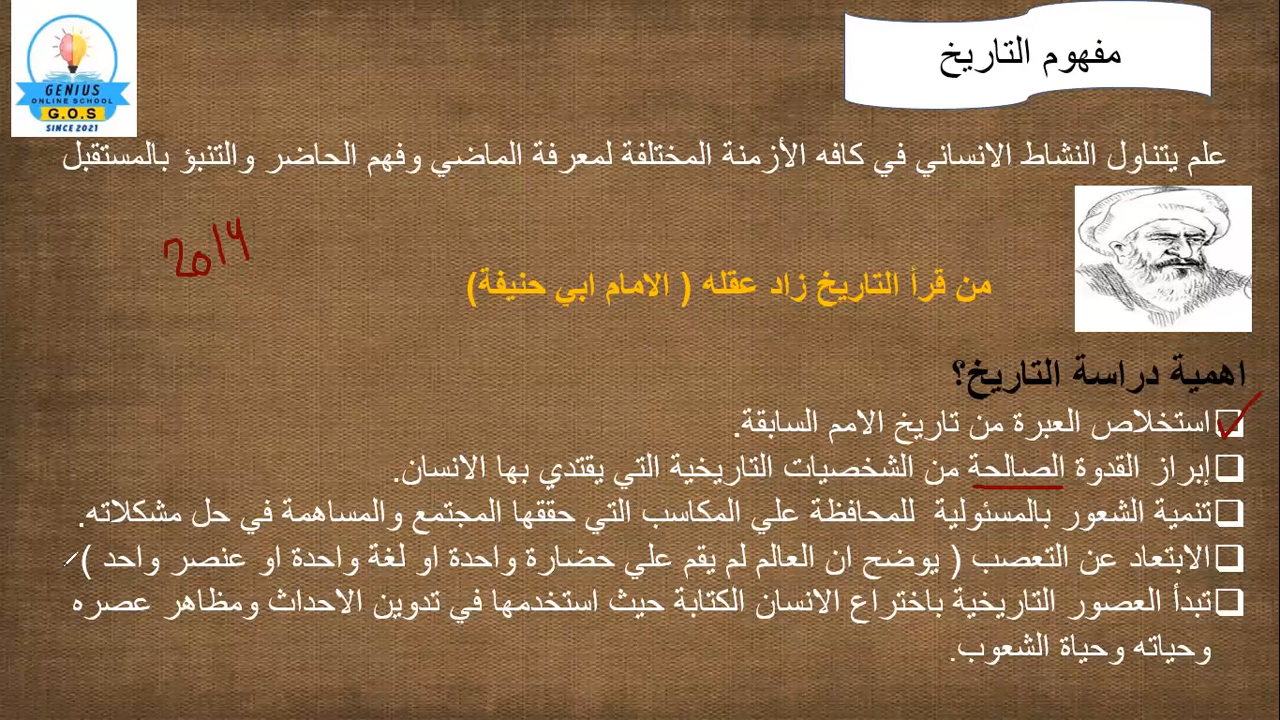 GENIUS
ONLINE SCHOOL
G.O.S
SINCE 2021
مفهوم التاريخ
علم يتناول النشاط الانساني في كافه الأزمنة المختلفة لمعرفة الماضي وفهم الحاضر والتنبؤ بالمستقبل
2019
من قرأ التاريخ زاد عقله ( الامام ابي حنيفة)
اهمية دراسة التاريخ؟
استخلاص العبرة من تاريخ الامم السابقة.
إبراز القدوة الصالحة من الشخصيات التاريخية التي يقتدي بها الانسان.
تنمية الشعور بالمسئولية للمحافظة علي المكاسب التي حققها المجتمع والمساهمة في حل مشكلاته.
الابتعاد عن التعصب ( يوضح ان العالم لم يقم علي حضارة واحدة او لغة واحدة او عنصر واحد )
تبدأ العصور التاريخية باختراع الانسان الكتابة حيث استخدمها في تدوين الاحداث ومظاهر عصره
وحياته وحياة الشعوب.